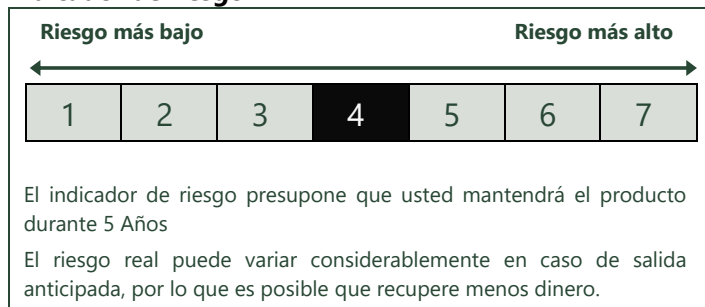 Riesgo más bajo Riesgo más alto
1 2 3 4 5 6 7
El indicador de riesgo presupone que usted mantendrá el producto
durante 5 Años
El riesgo real puede variar considerablemente en caso de salida
anticipada, por lo que es posible que recupere menos dinero.